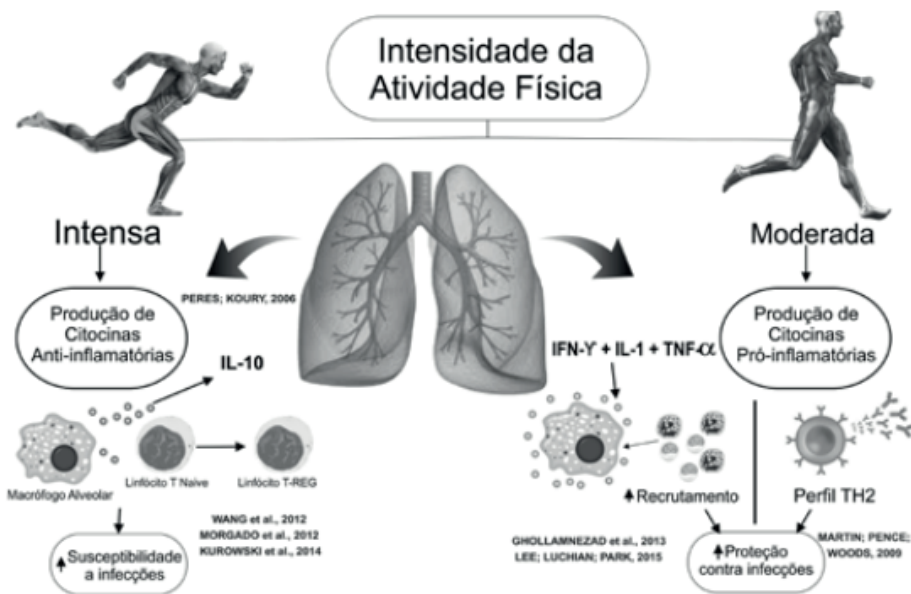 Intensidade da
Atividade Física
Intensa
Moderada
PERES; KOURY, 2006
Produção de
Citocinas
Anti-inflamatórias
IL-10
IFN-ϒ + IL-1 + TNF-α
Produção de
Citocinas
Pró-inflamatórias
Macrófogo Alveolar
Linfócito T Naive
Linfócito T-REG
Recrutamento
Perfil TH2
WANG et al., 2012
MORGADO et al., 2012
KUROWSKI et al., 2014
Susceptibilidade
a infecções
GHOLLAMNEZAD et al., 2013
LEE; LUCHIAN; PARK, 2015
Proteção
contra infecções
MARTIN; PENCE;
WOODS, 2009